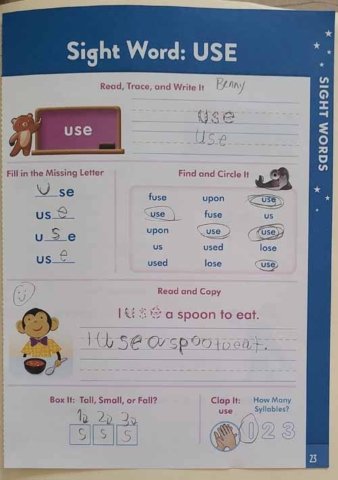 Sight Word: USE
SIGHT WORDS
Read, Trace, and Write It Benny
use
use
use
Fill in the Missing Letter
U se
us e
u s e
us e
Find and Circle It
fuse upon use
use fuse us
upon use use
us used lose
used lose use
Read and Copy
I use a spoon to eat.
I use a spoo to eat.
Box It: Tall, Small, or Fall?
1 2 3
s s s
Clap It: How Many
use Syllables?
1 2 3
23